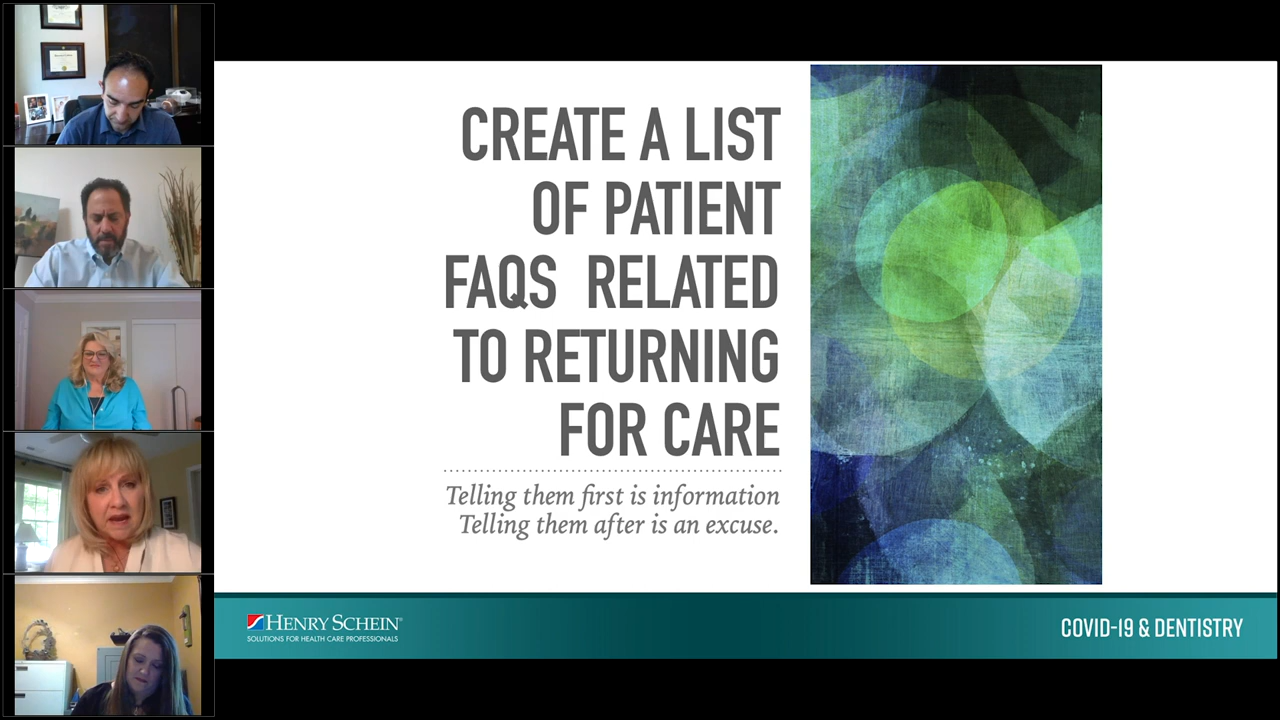 CREATE A LIST
OF PATIENT
FAQS RELATED
TO RETURNING
FOR CARE
Telling them first is information
Telling them after is an excuse.
HENRY SCHEIN®
SOLUTIONS FOR HEALTH CARE PROFESSIONALS
COVID-19 & DENTISTRY